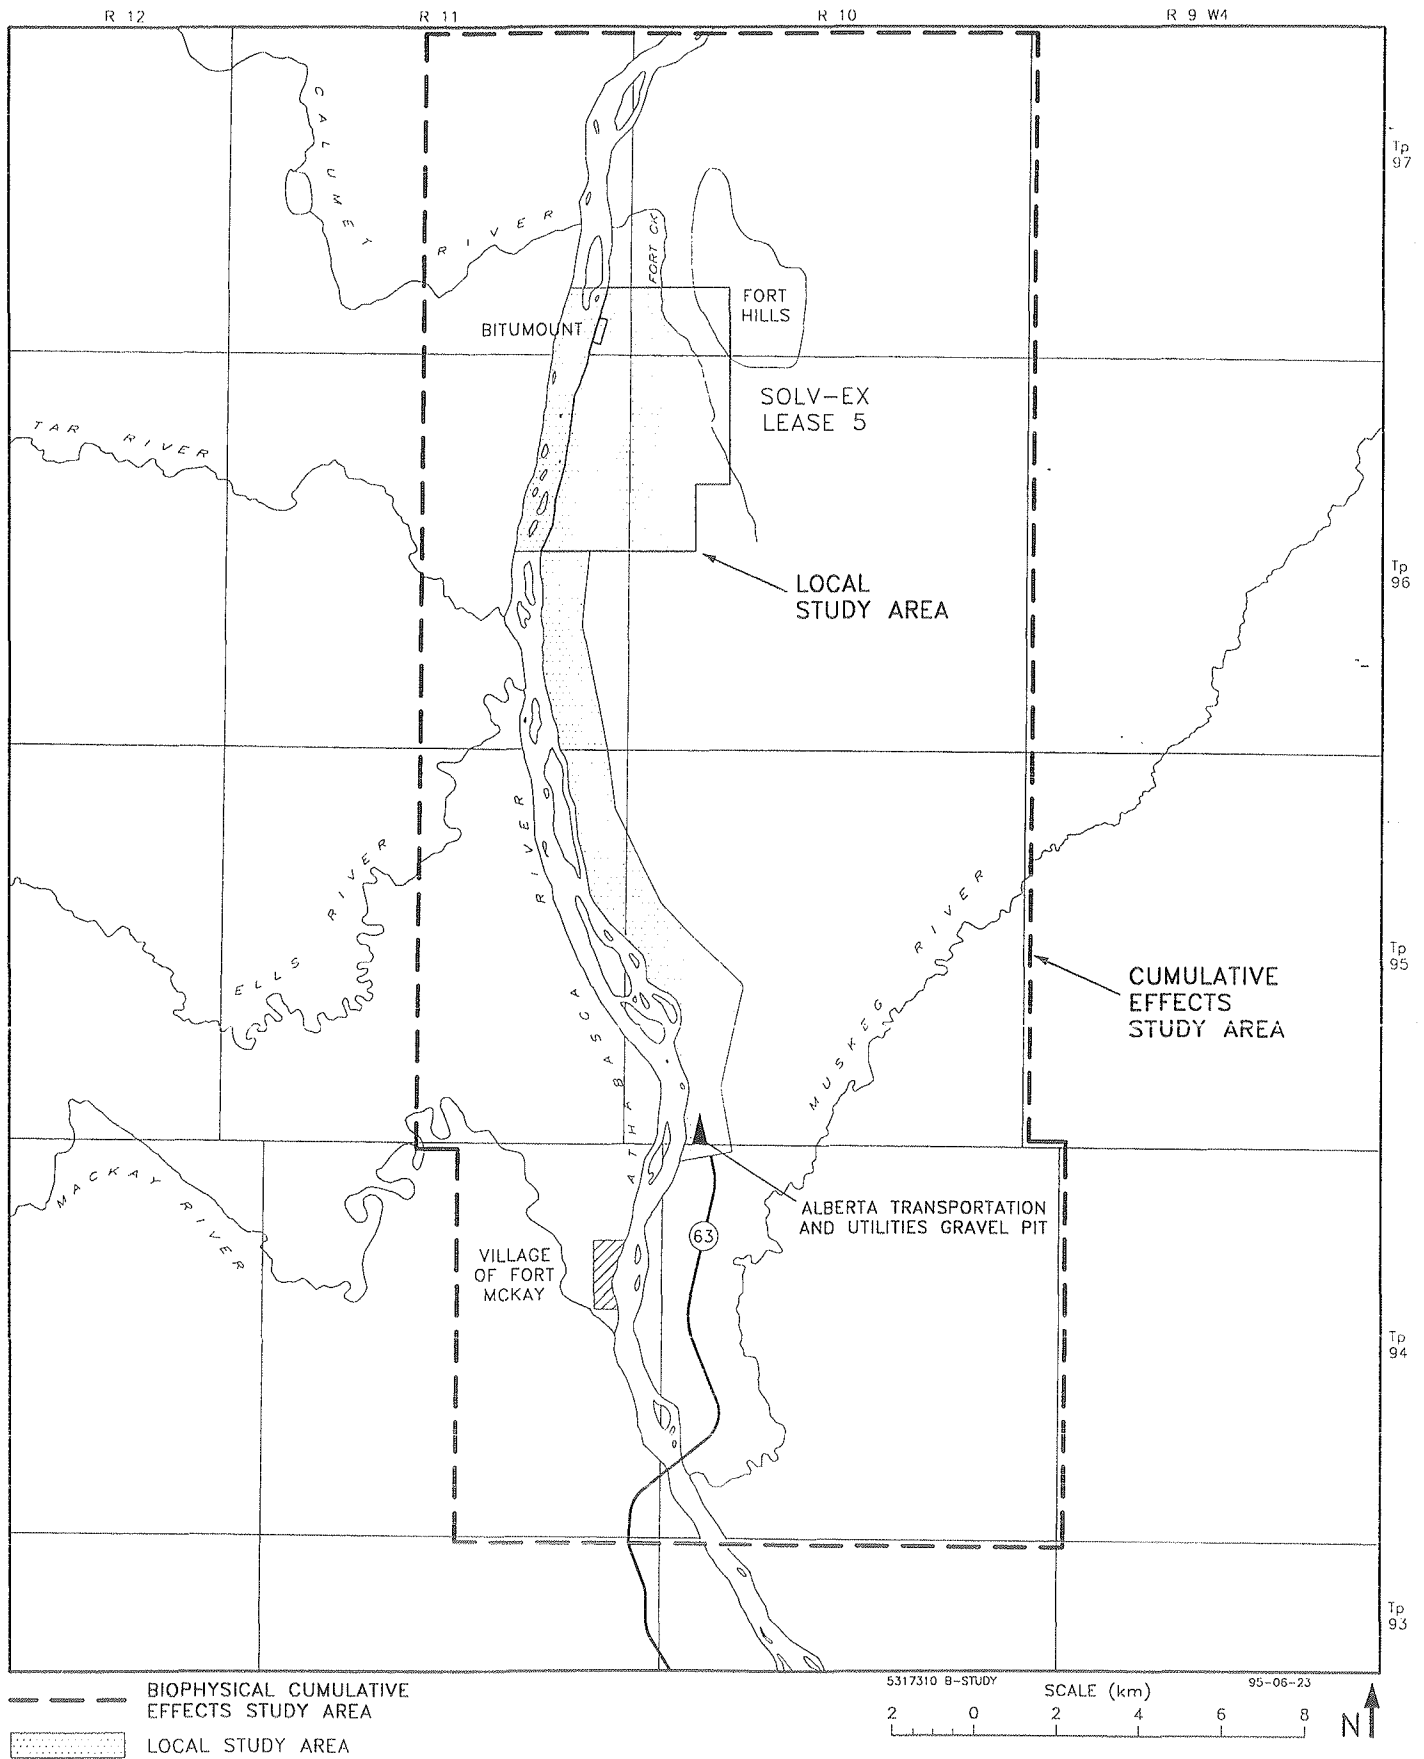 R 12 R 11 R 10 R 9 W4
CALUMET
RIVER
Tp
97
FORT CK
FORT
HILLS
BITUMOUNT
SOLV-EX
LEASE 5
TAR RIVER
LOCAL
STUDY AREA
Tp
96
RIVER
ELLS RIVER
MUSKEG RIVER
Tp
95
CUMULATIVE
EFFECTS
STUDY AREA
ATHABASCA
MACKAY RIVER
ALBERTA TRANSPORTATION
AND UTILITIES GRAVEL PIT
63
VILLAGE
OF FORT
MCKAY
Tp
94
Tp
93
BIOPHYSICAL CUMULATIVE
EFFECTS STUDY AREA
LOCAL STUDY AREA
5317310 B-STUDY
SCALE (km)
95-06-23
2 0 2 4 6 8
N